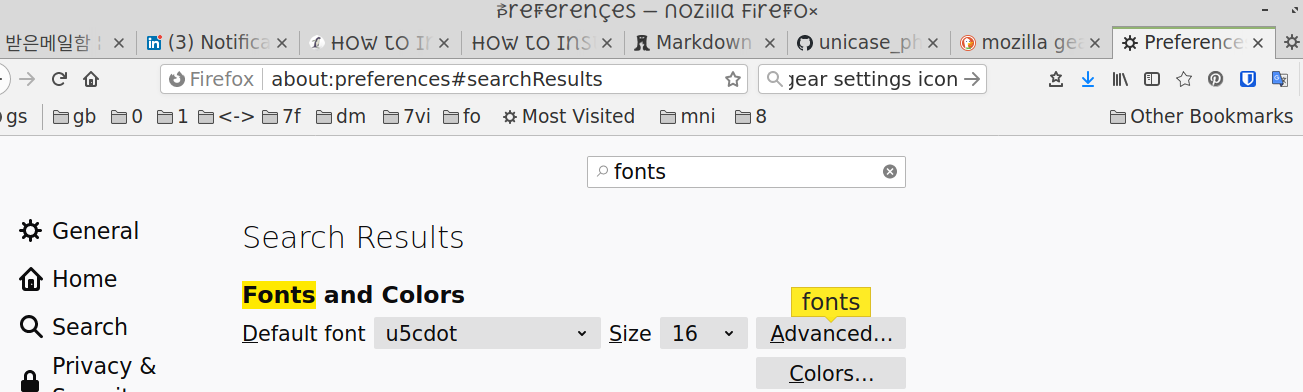 Preferences — Mozilla Firefox
받은메일함
(3) Notifica
HOW TO In
HOW TO Ins
Markdown
unicase_ph
mozilla gea
Preference
Firefox
about:preferences#searchResults
gear settings icon
gs
gb
0
1
<->
7f
dm
7vi
fo
Most Visited
mni
8
Other Bookmarks
fonts
General
Search Results
Home
Fonts and Colors
fonts
Search
Default font
u5cdot
Size
16
Advanced...
Privacy &
Colors...